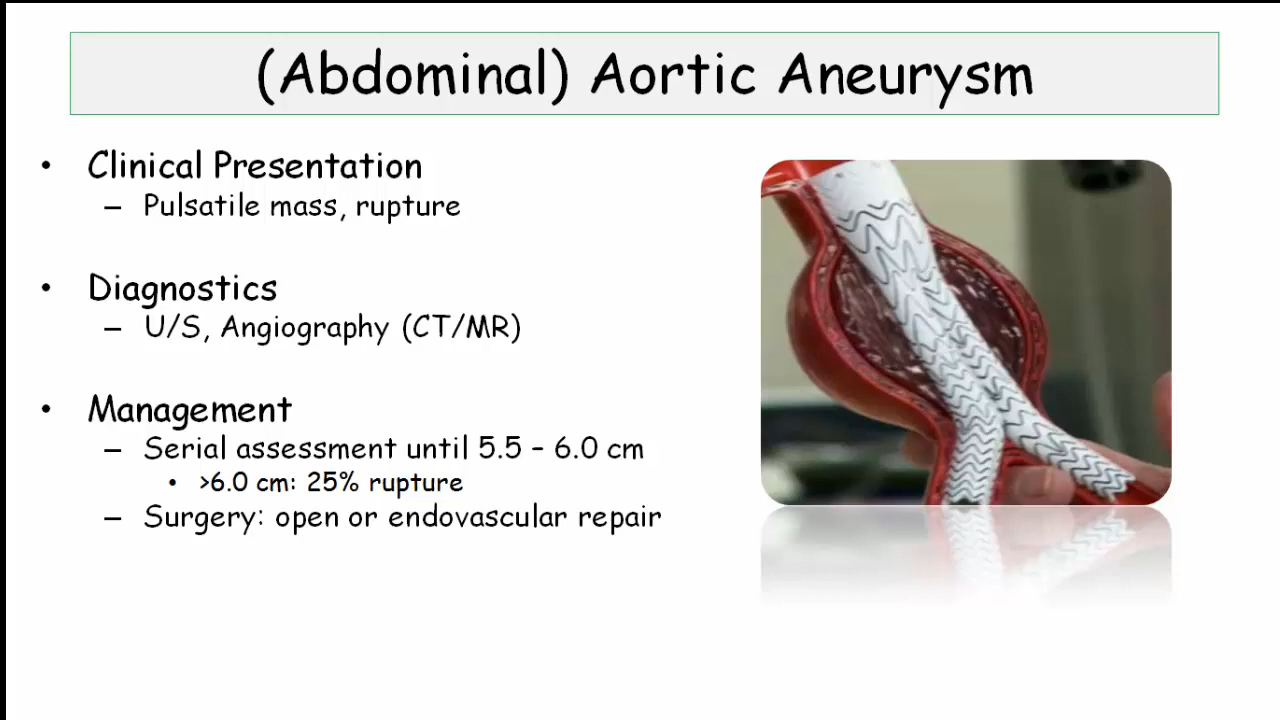 (Abdominal) Aortic Aneurysm
• Clinical Presentation
– Pulsatile mass, rupture
• Diagnostics
– U/S, Angiography (CT/MR)
• Management
– Serial assessment until 5.5 – 6.0 cm
• >6.0 cm: 25% rupture
– Surgery: open or endovascular repair